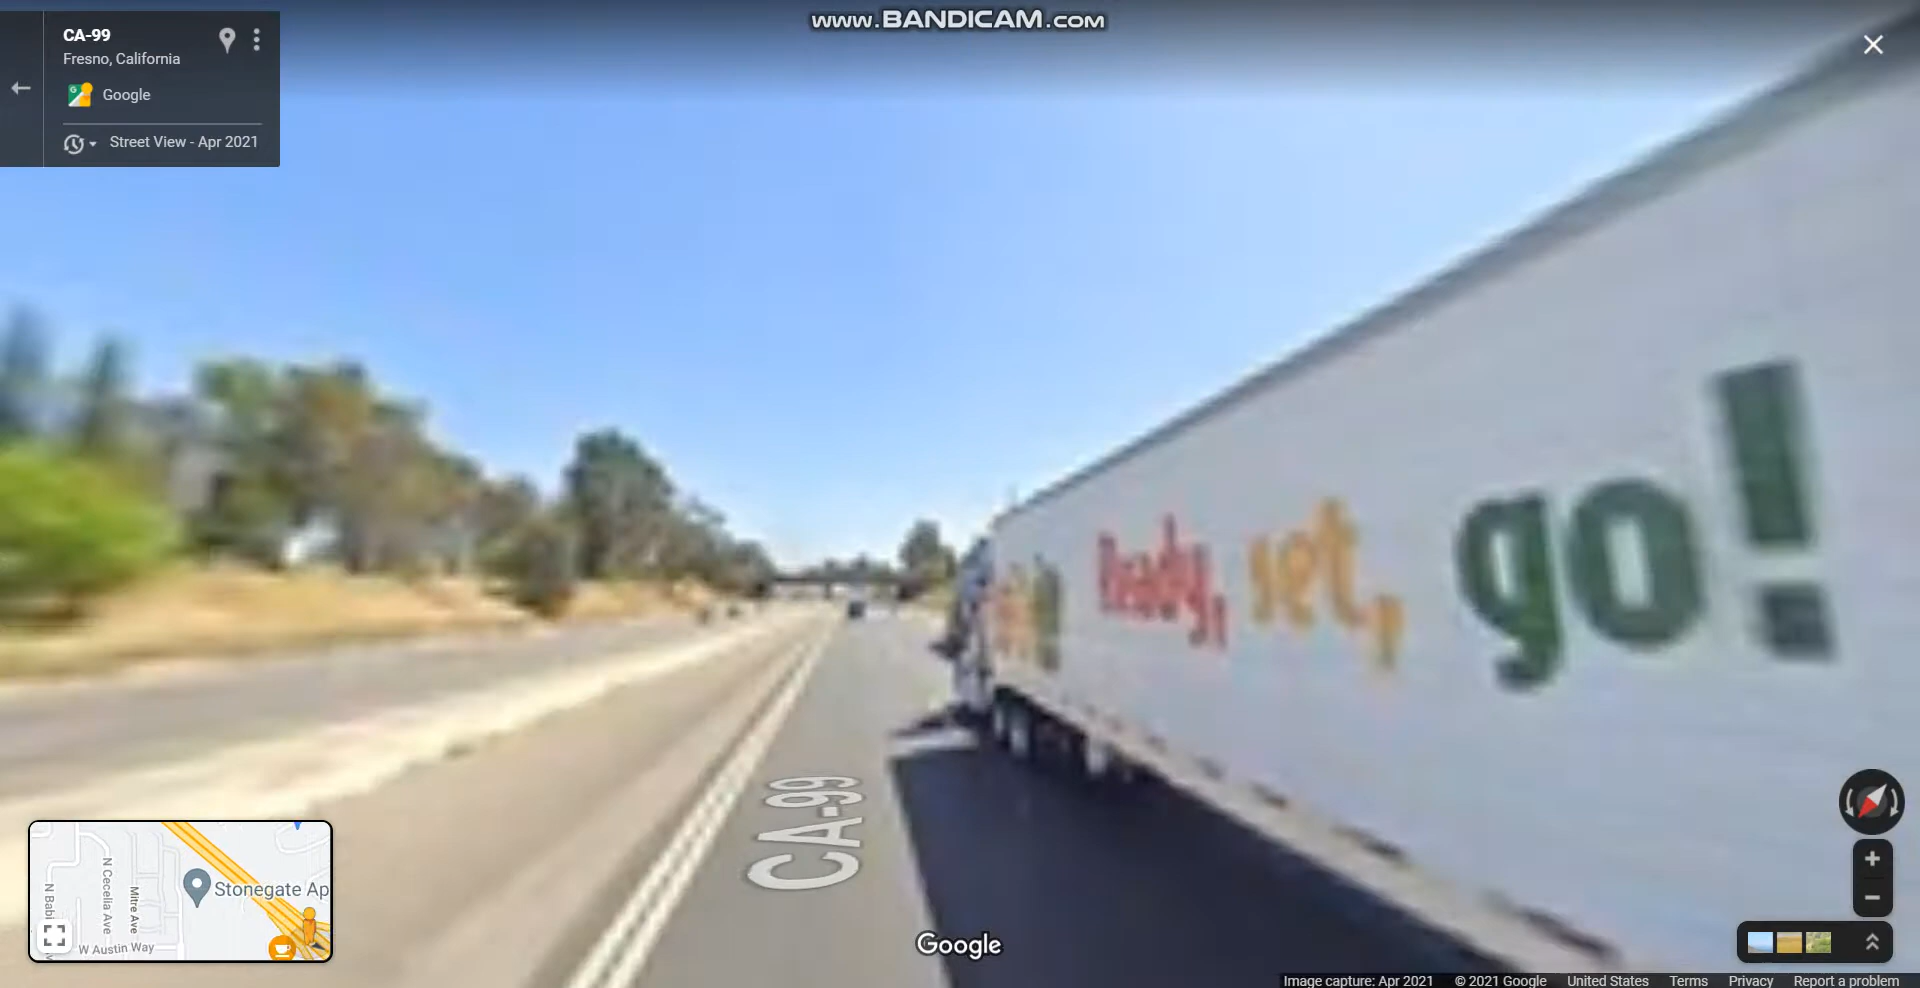 www.BANDICAM.com
CA-99
Fresno, California
Google
Street View - Apr 2021
Ready, set, go!
CA-99
N Cecelia Ave
Mitre Ave
Stonegate Ap
W Austin Way
Google
Image capture: Apr 2021 © 2021 Google United States Terms Privacy Report a problem